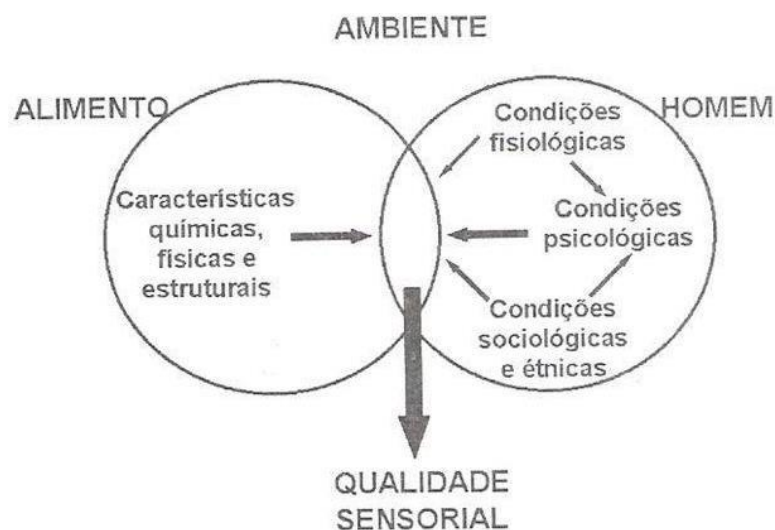 AMBIENTE
ALIMENTO
HOMEM
Características
químicas,
físicas e
estruturais
Condições
fisiológicas
Condições
psicológicas
Condições
sociológicas
e étnicas
QUALIDADE
SENSORIAL